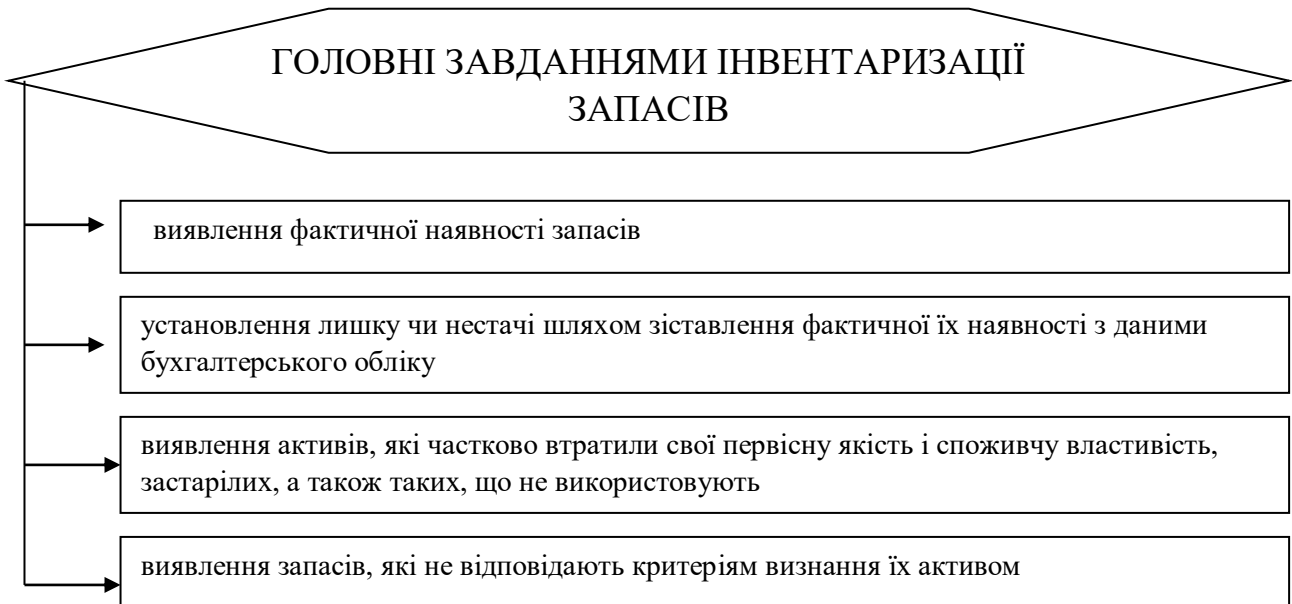 ГОЛОВНІ ЗАВДАННЯМИ ІНВЕНТАРИЗАЦІЇ
ЗАПАСІВ
виявлення фактичної наявності запасів
установлення лишку чи нестачі шляхом зіставлення фактичної їх наявності з даними
бухгалтерського обліку
виявлення активів, які частково втратили свої первісну якість і споживчу властивість,
застарілих, а також таких, що не використовують
виявлення запасів, які не відповідають критеріям визнання їх активом